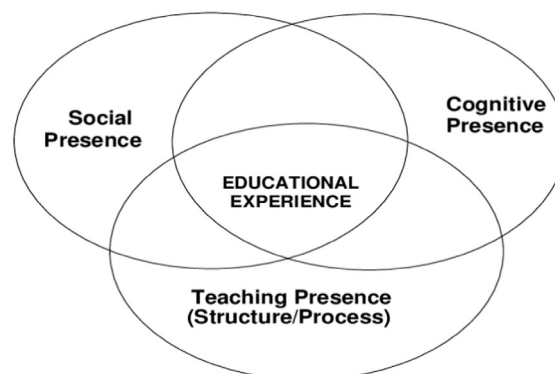 Social
Presence
Cognitive
Presence
EDUCATIONAL
EXPERIENCE
Teaching Presence
(Structure/Process)